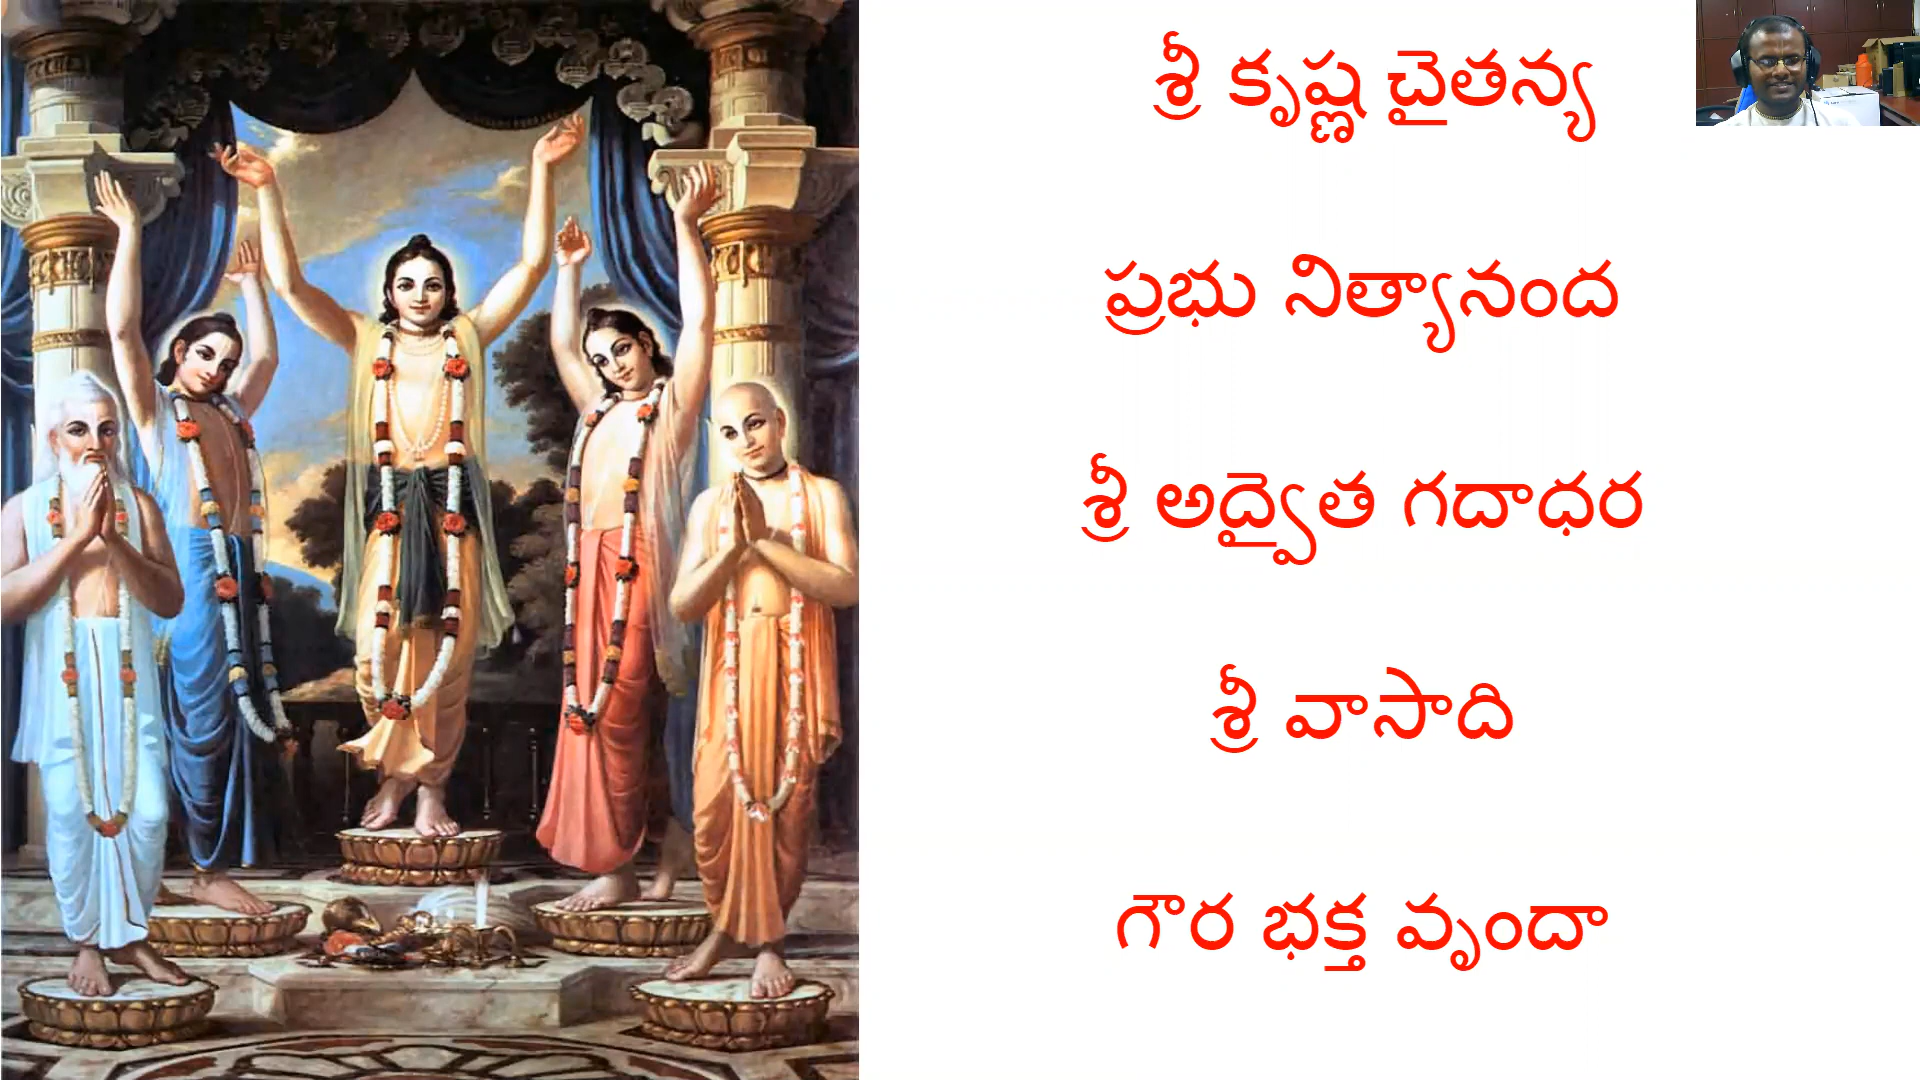 శ్రీ కృష్ణ చైతన్య
ప్రభు నిత్యానంద
శ్రీ అద్వైత గదాధర
శ్రీ వాసాది
గౌర భక్త వృందా